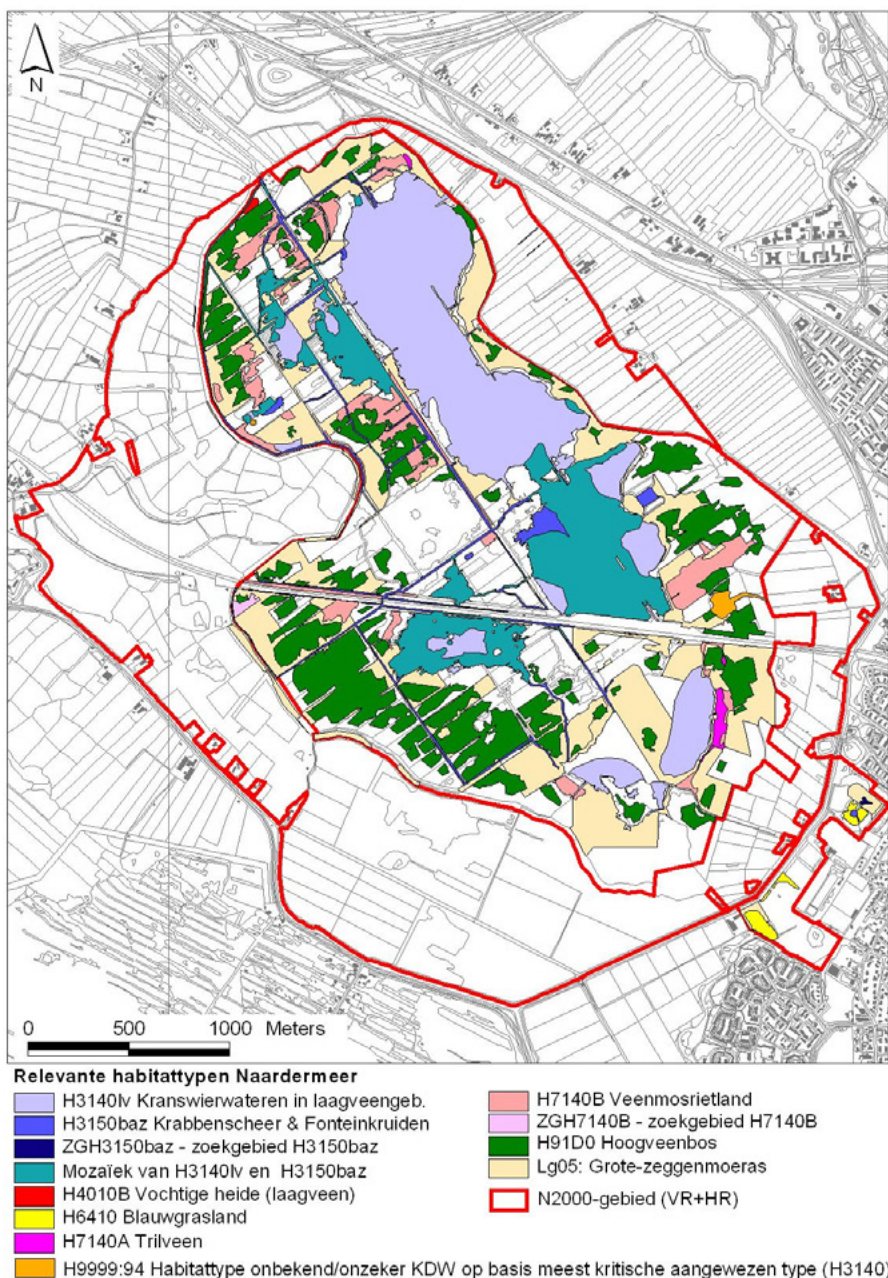 N
0 500 1000 Meters
Relevante habitattypen Naardermeer
H3140lv Kranswierwateren in laagveengeb.
H3150baz Krabbenscheer & Fonteinkruiden
ZGH3150baz - zoekgebied H3150baz
Mozaïek van H3140lv en H3150baz
H4010B Vochtige heide (laagveen)
H6410 Blauwgrasland
H7140A Trilveen
H9999:94 Habitattype onbekend/onzeker KDW op basis meest kritische aangewezen type (H3140)
H7140B Veenmosrietland
ZGH7140B - zoekgebied H7140B
H91D0 Hoogveenbos
Lg05: Grote-zeggenmoeras
N2000-gebied (VR+HR)